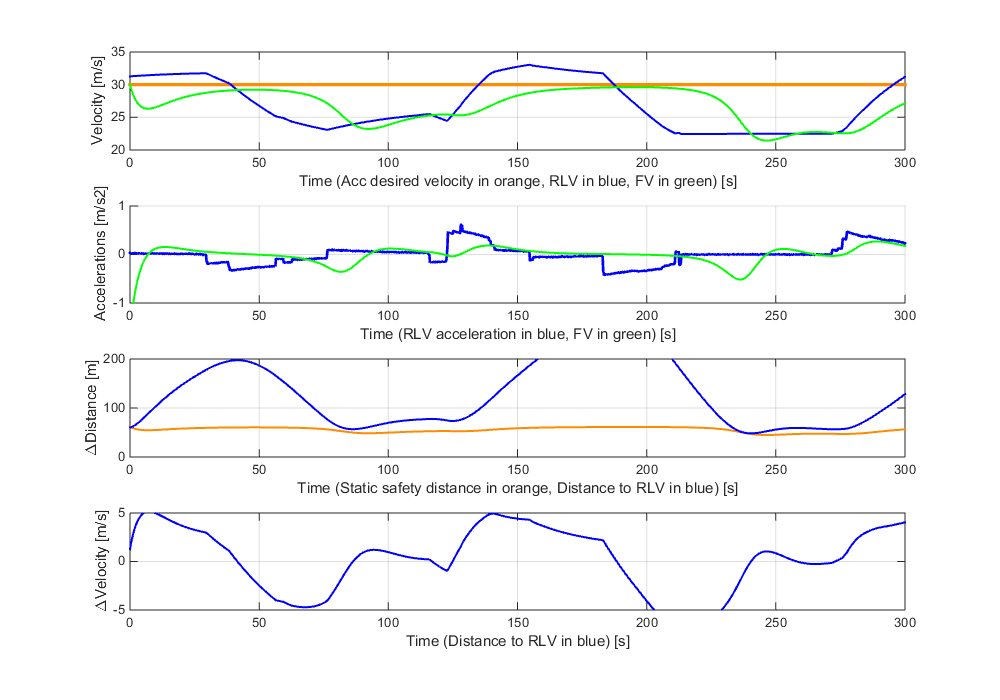 35
30
25
20
Velocity [m/s]
0 50 100 150 200 250 300
Time (Acc desired velocity in orange, RLV in blue, FV in green) [s]
1
0
-1
Accelerations [m/s2]
0 50 100 150 200 250 300
Time (RLV acceleration in blue, FV in green) [s]
200
100
0
ΔDistance [m]
0 50 100 150 200 250 300
Time (Static safety distance in orange, Distance to RLV in blue) [s]
5
0
-5
ΔVelocity [m/s]
0 50 100 150 200 250 300
Time (Distance to RLV in blue) [s]